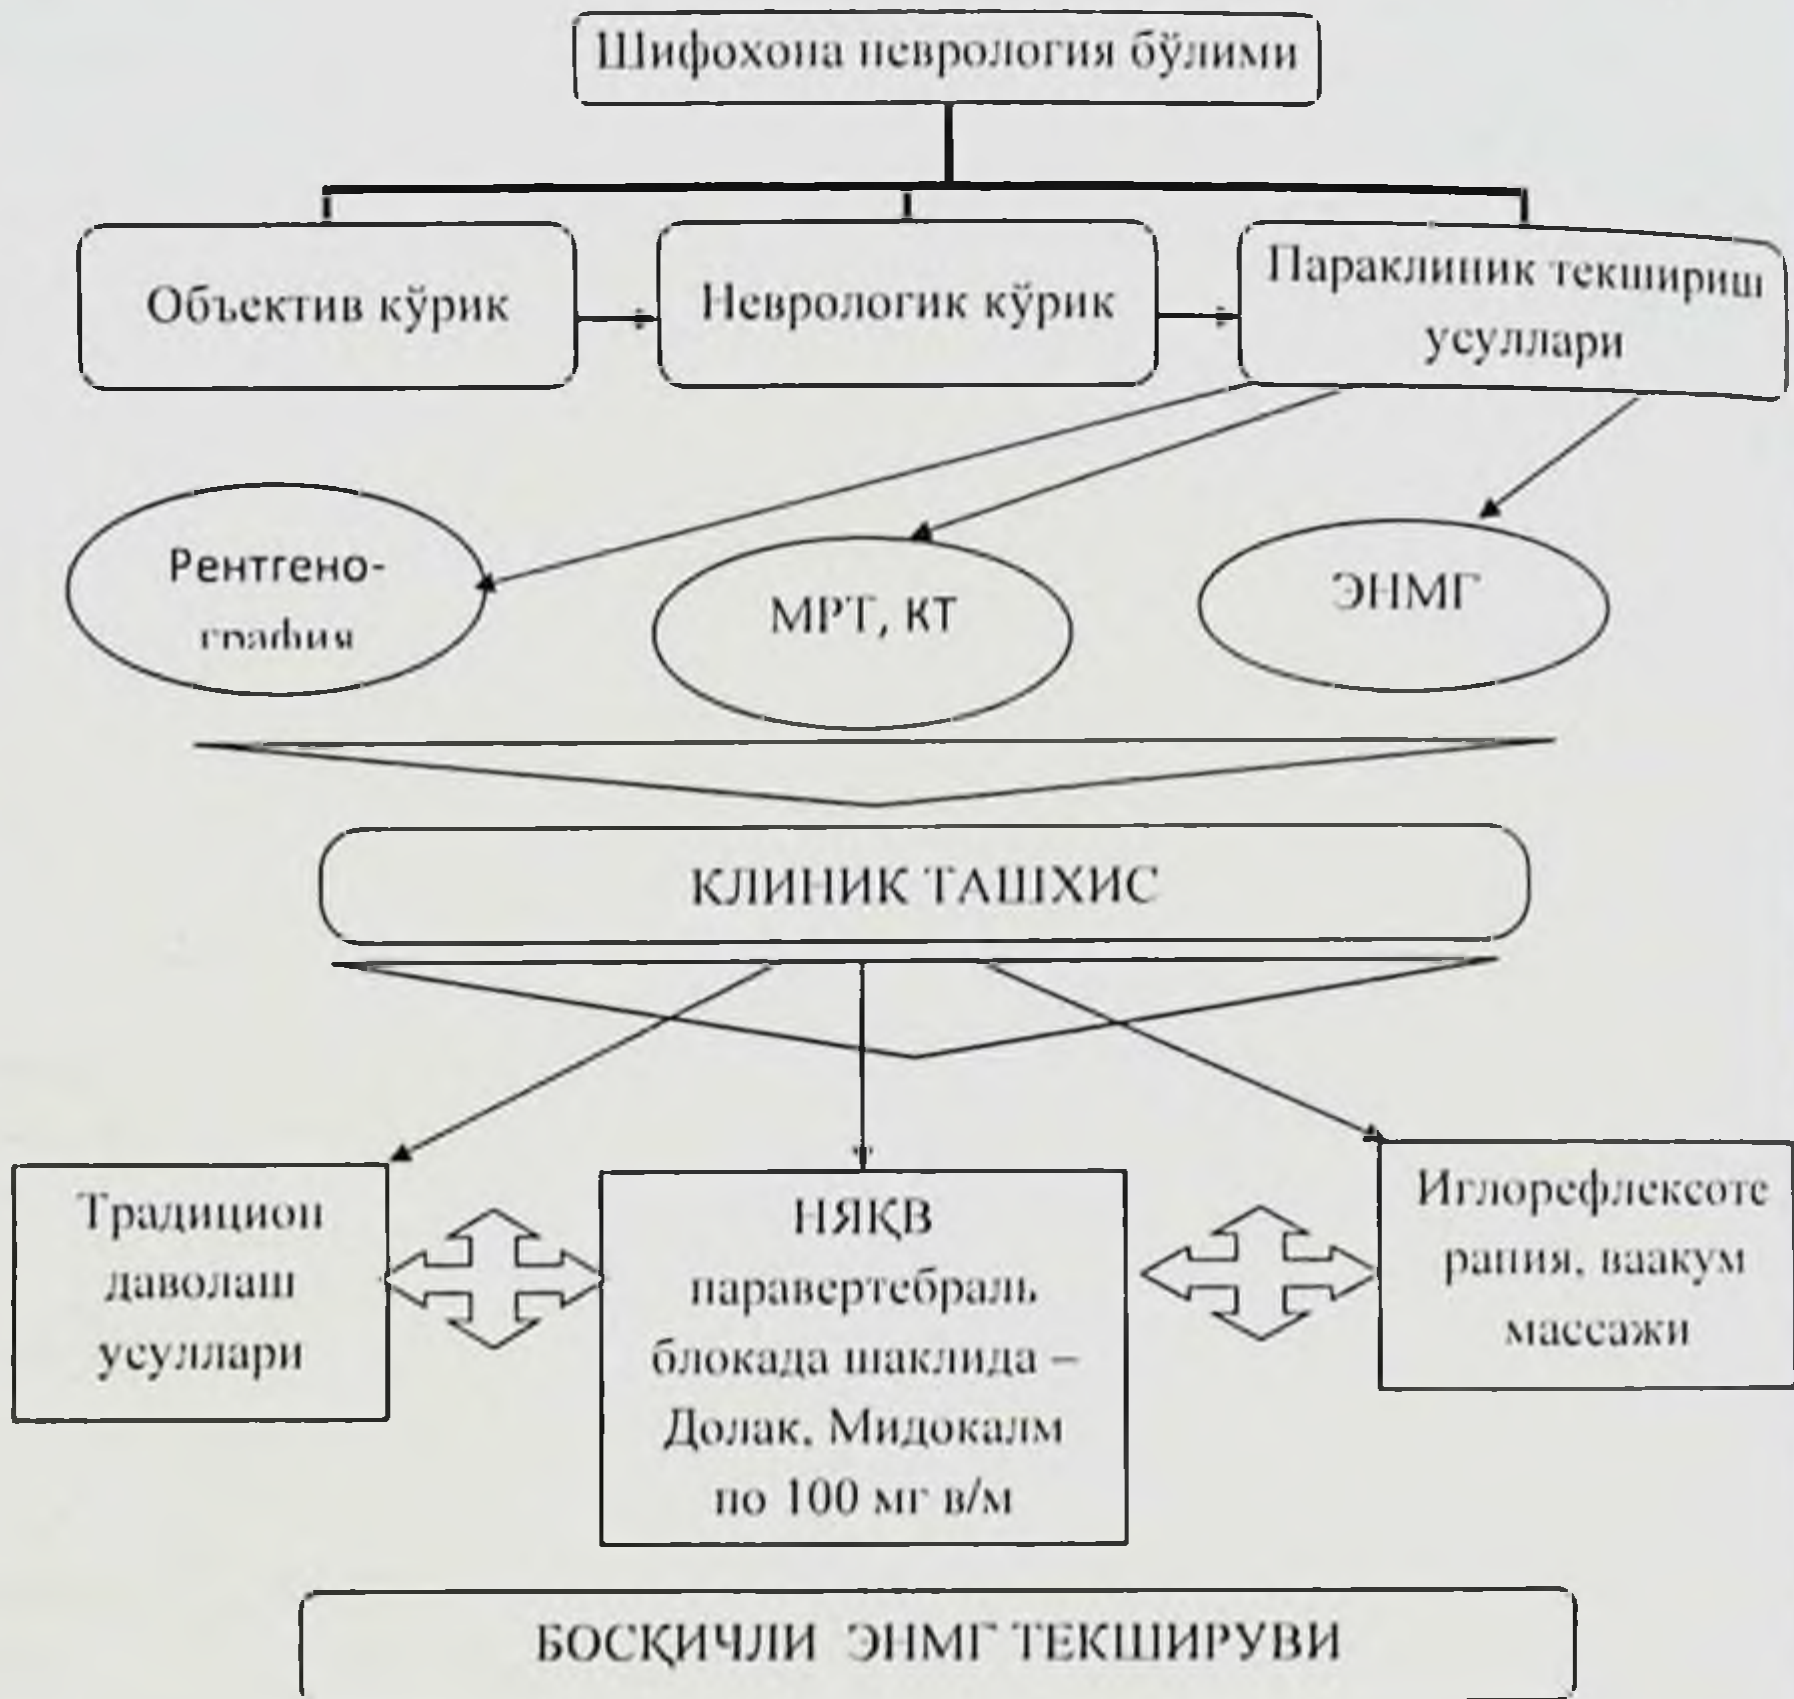 Шифохона неврология бўлими
Объектив кўрик
Неврологик кўрик
Параклиник текшириш
усуллари
Рентгено-
графия
МРТ, КТ
ЭНМГ
КЛИНИК ТАШХИС
Традицион
даволаш
усуллари
НЯҚВ
паравертебраль
блокада шаклида –
Долак, Мидокалм
по 100 мг в/м
Иглорефлексоте
рапия, ваакум
массажи
БОСҚИЧЛИ ЭНМГ ТЕКШИРУВИ